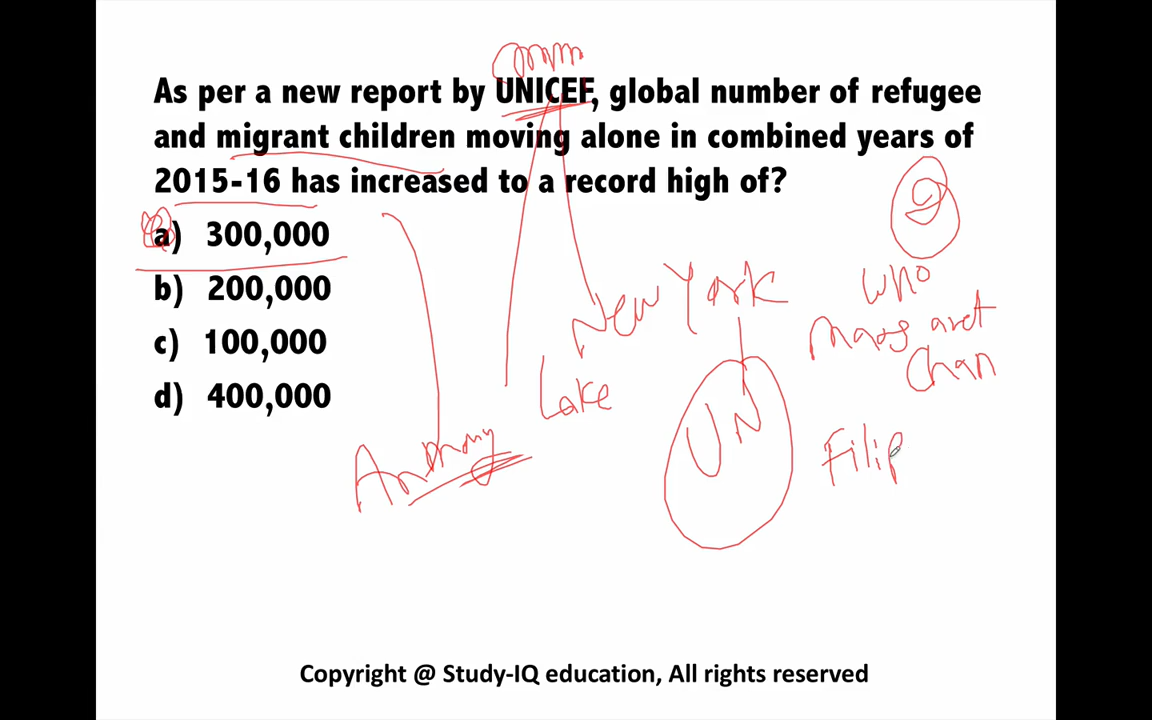 As per a new report by UNICEF, global number of refugee
and migrant children moving alone in combined years of
2015-16 has increased to a record high of?
a) 300,000
b) 200,000
c) 100,000
d) 400,000
New York
WHO
Chan
Lake
UN
Anthony
Filip
Copyright @ Study-IQ education, All rights reserved